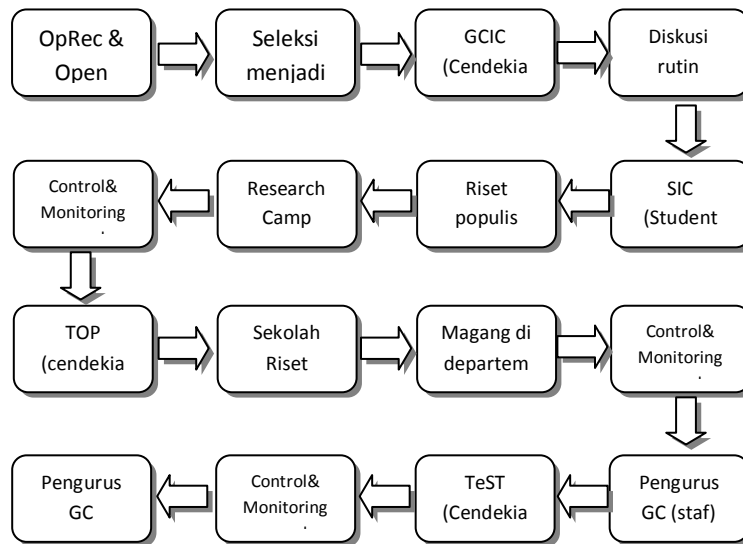 OpRec &
Open
Seleksi
menjadi
GCIC
(Cendekia
Diskusi
rutin
Control&
Monitoring
Research
Camp
Riset
populis
SIC
(Student
TOP
(cendekia
Sekolah
Riset
Magang di
departem
Control&
Monitoring
Pengurus
GC
Control&
Monitoring
TeST
(Cendekia
Pengurus
GC (staf)